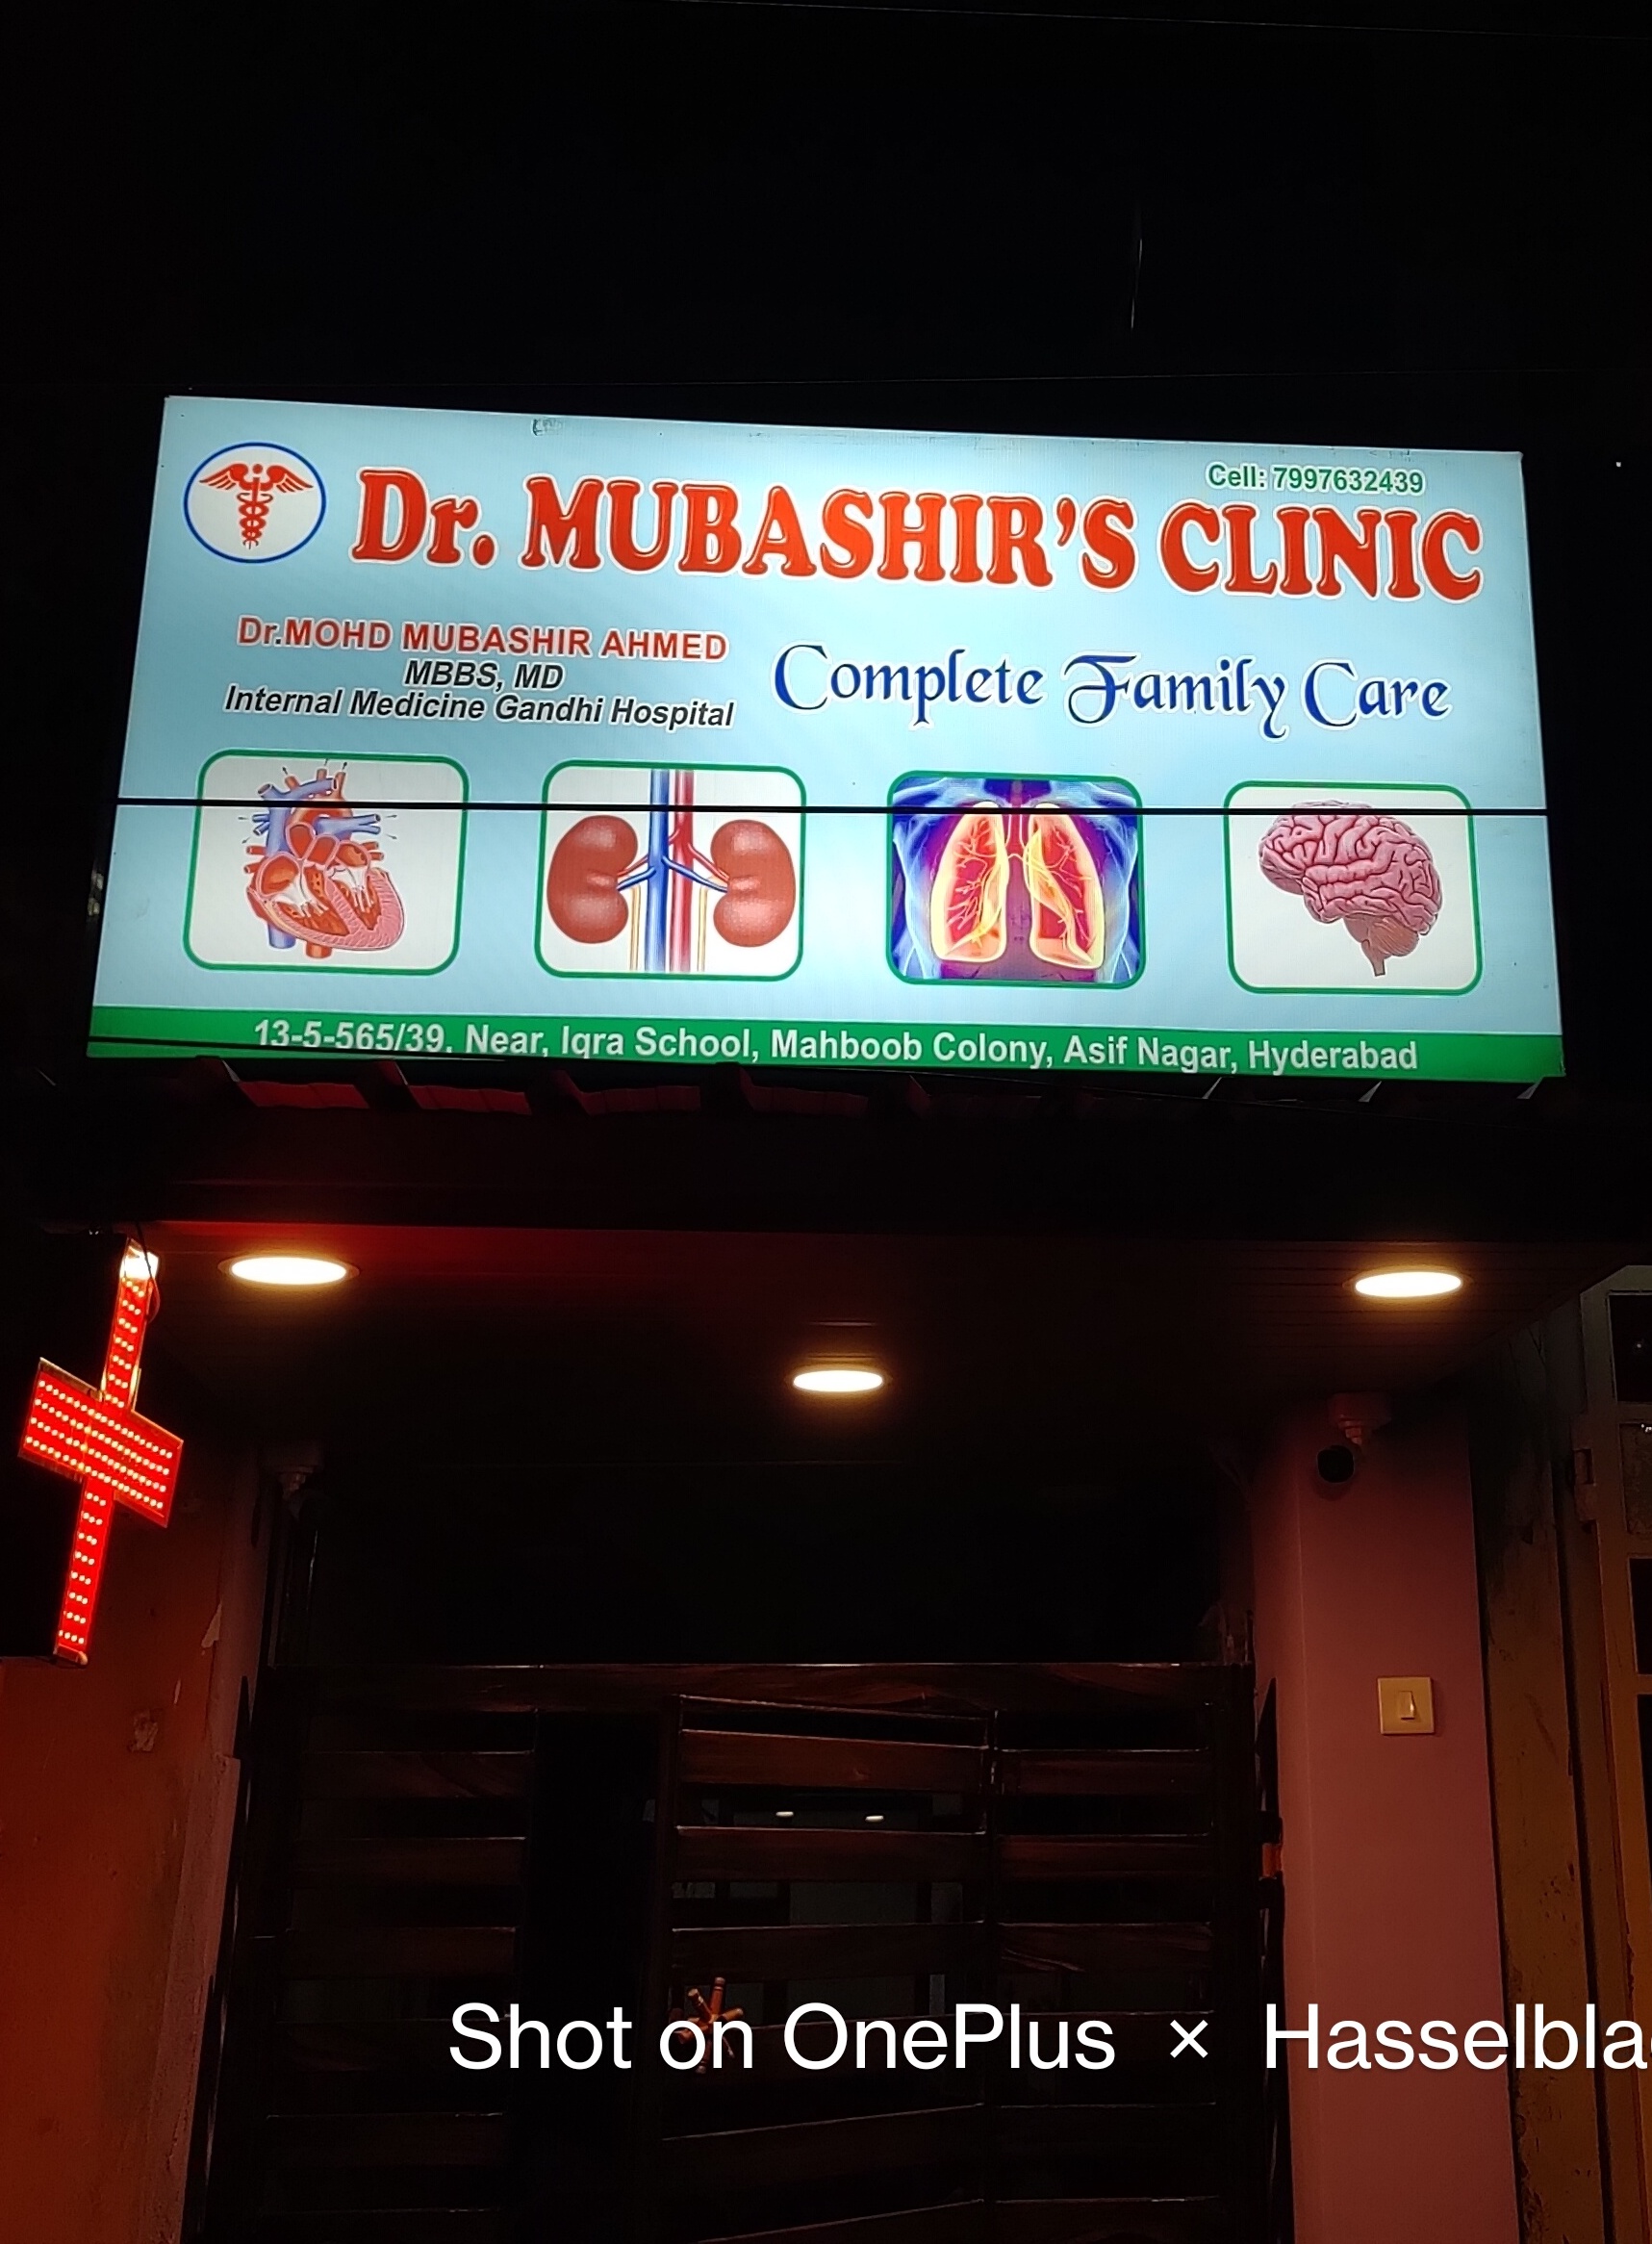 Cell: 7997632439
Dr. MUBASHIR'S CLINIC
Dr.MOHD MUBASHIR AHMED
MBBS, MD
Internal Medicine Gandhi Hospital
Complete Family Care
13-5-565/39, Near, Iqra School, Mahboob Colony, Asif Nagar, Hyderabad
Shot on OnePlus × Hasselbla